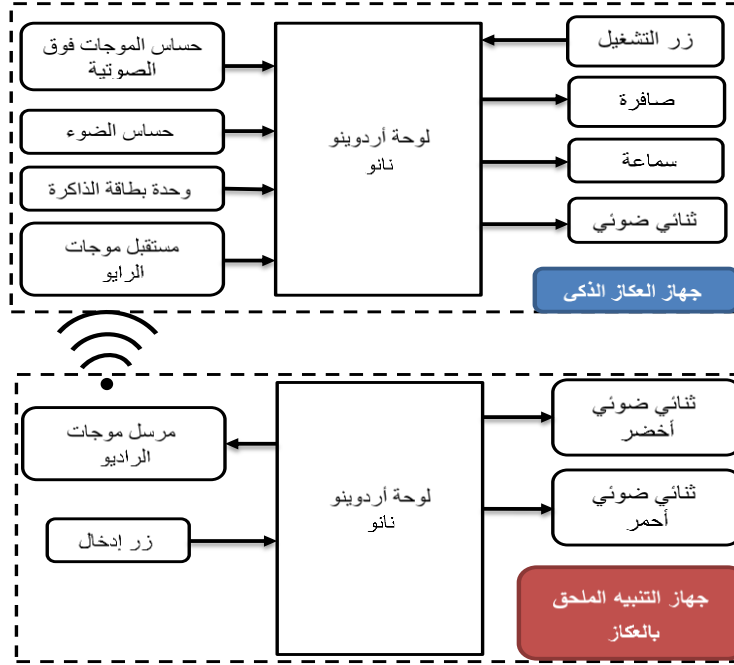 حساس الموجات فوق
الصوتية
حساس الضوء
وحدة بطاقة الذاكرة
مستقبل موجات
الرايو
لوحة أردوينو
نانو
زر التشغيل
صافرة
سماعة
ثنائي ضوئي
جهاز العكاز الذكى
مرسل موجات
الراديو
زر إدخال
لوحة أردوينو
نانو
ثنائي ضوئي
أخضر
ثنائي ضوئي
أحمر
جهاز التنبيه الملحق
بالعكاز